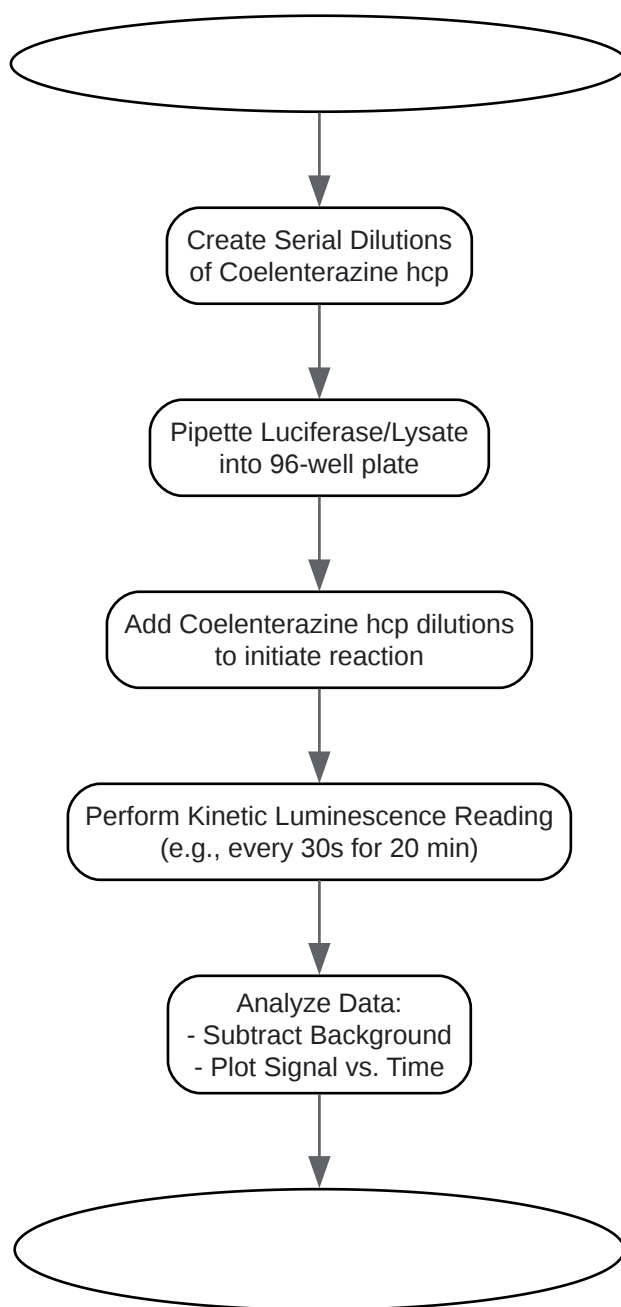 Create Serial Dilutions
of Coelenterazine hcp
Pipette Luciferase/Lysate
into 96-well plate
Add Coelenterazine hcp dilutions
to initiate reaction
Perform Kinetic Luminescence Reading
(e.g., every 30s for 20 min)
Analyze Data:
- Subtract Background
- Plot Signal vs. Time